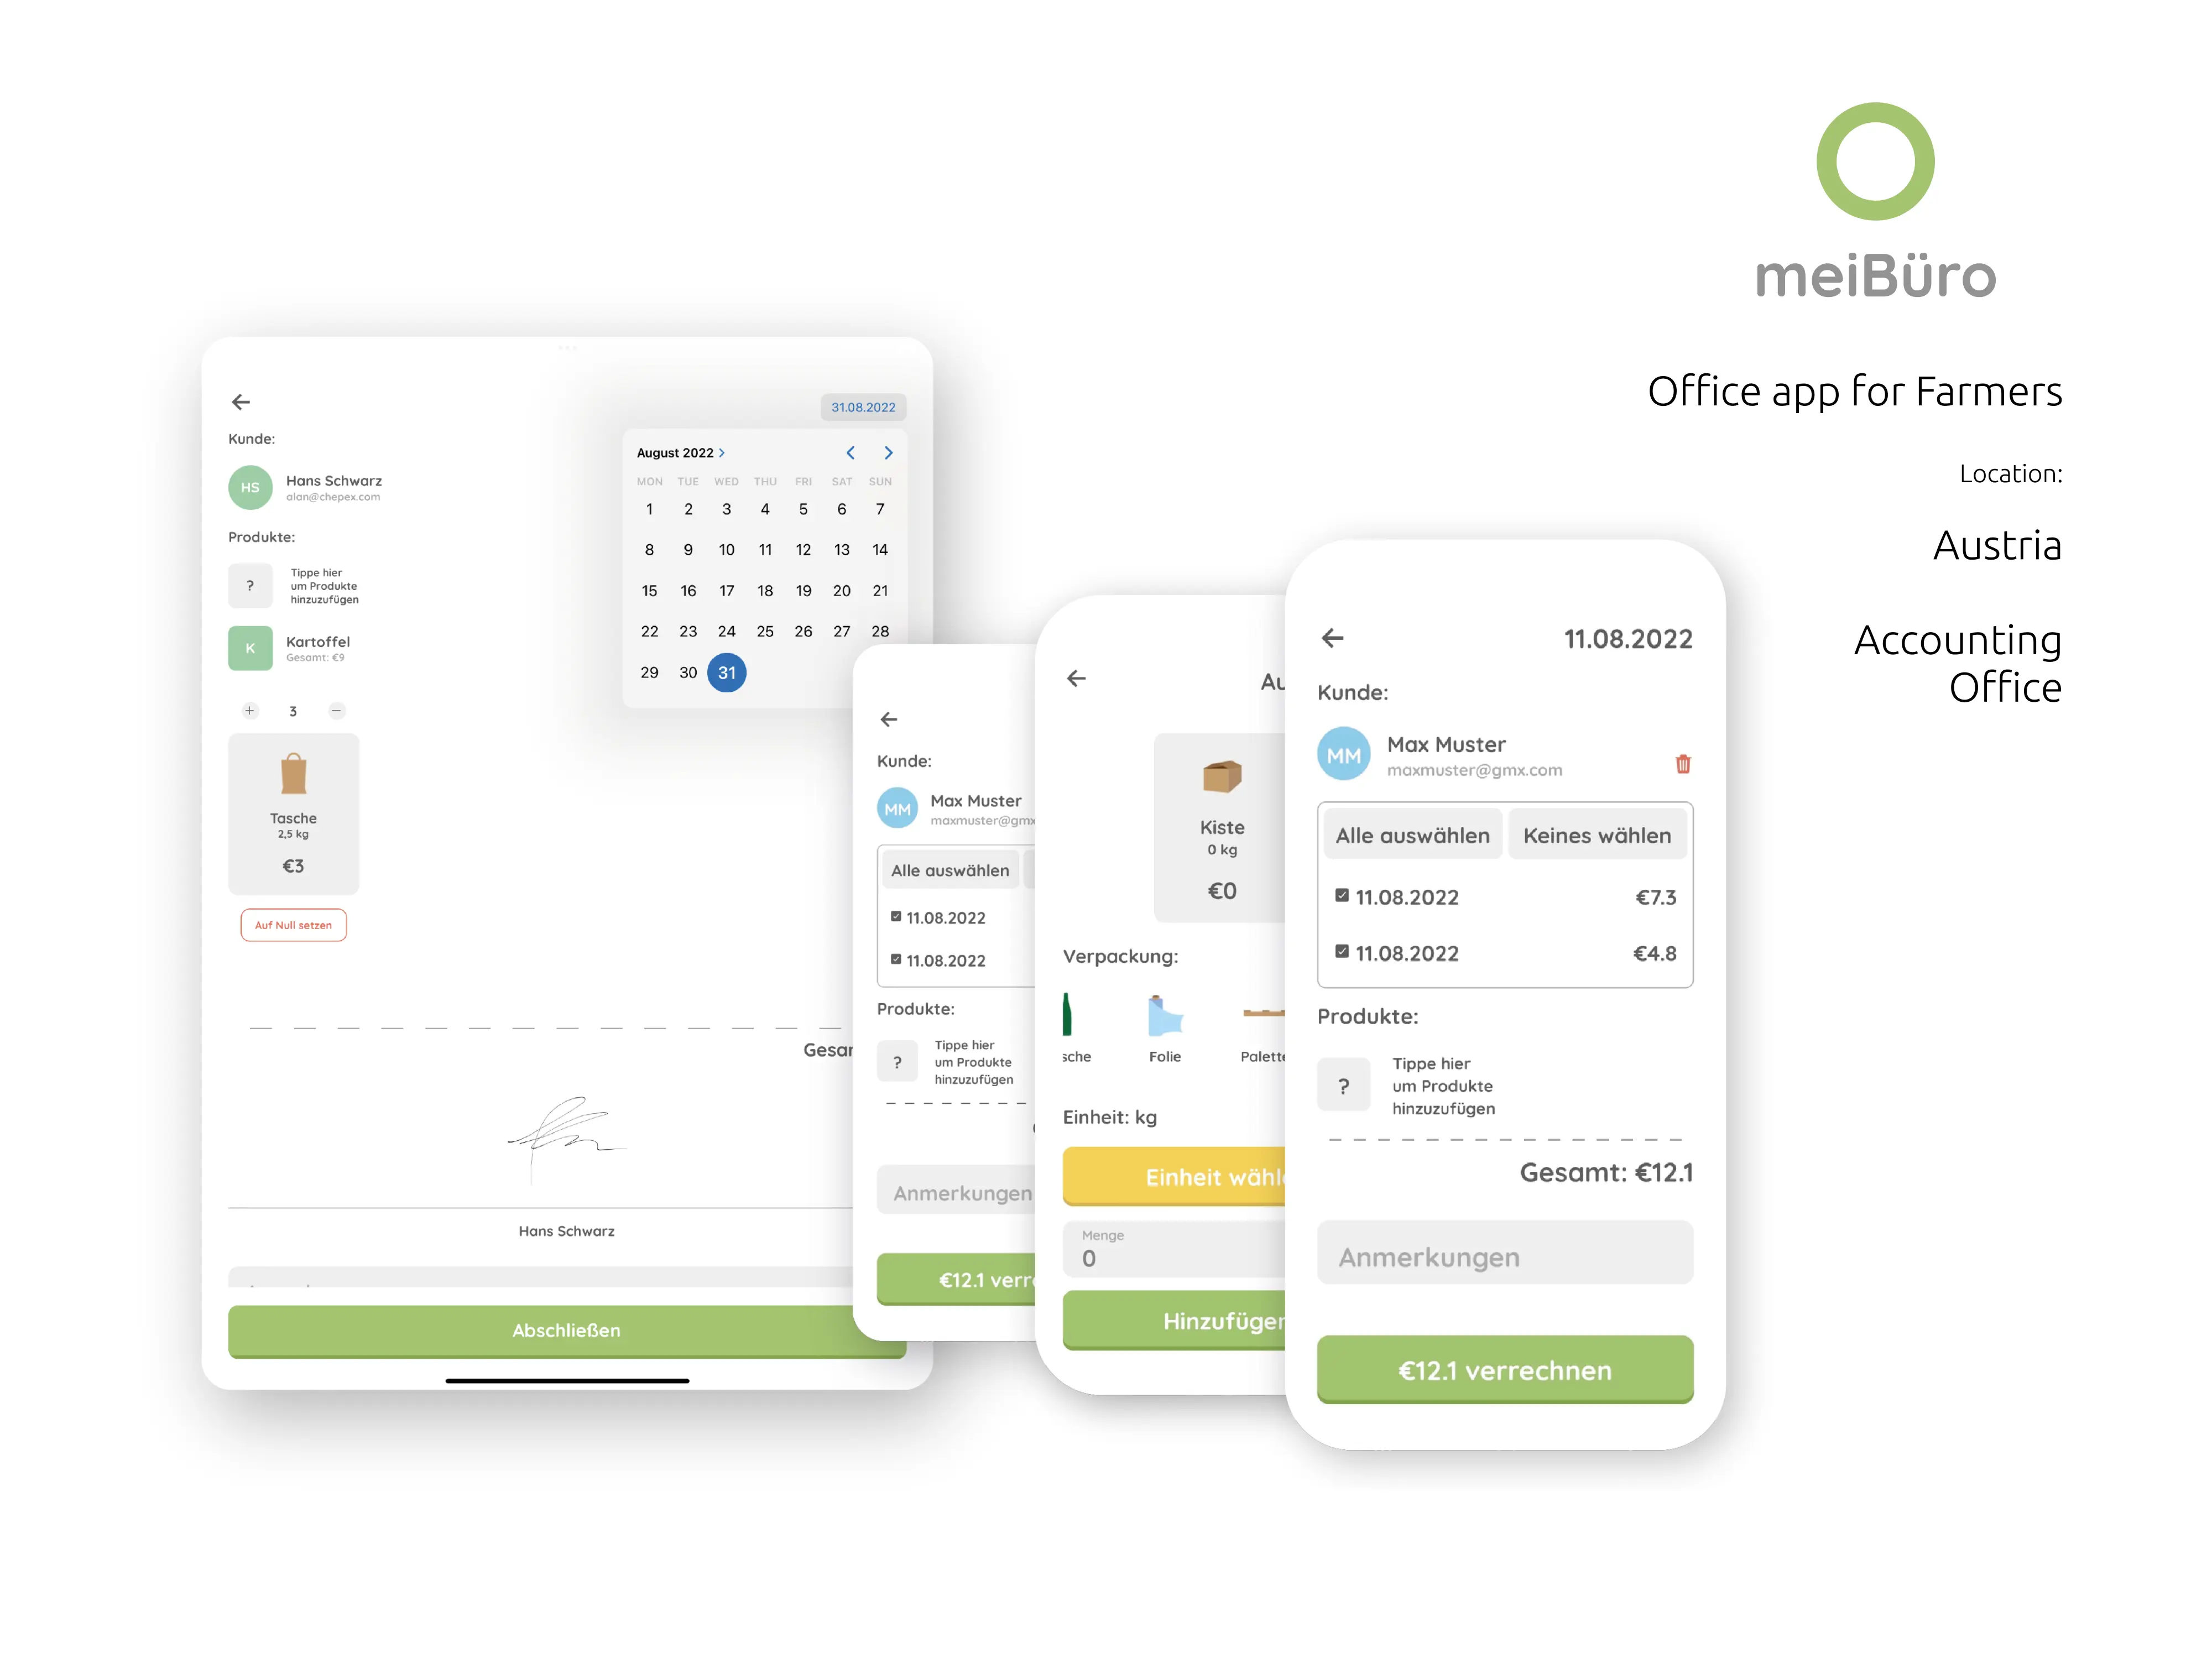 meiBüro
Office app for Farmers
Location:
Austria
Accounting
Office
31.08.2022
Kunde:
HS
Hans Schwarz
alan@chepex.com
August 2022
MON TUE WED THU FRI SAT SUN
1 2 3 4 5 6 7
8 9 10 11 12 13 14
15 16 17 18 19 20 21
22 23 24 25 26 27 28
29 30 31
Produkte:
?
Tippe hier
um Produkte
hinzuzufügen
K
Kartoffel
Gesamt: €9
+ 3 −
Tasche
2,5 kg
€3
Auf Null setzen
Gesam
Hans Schwarz
Abschließen
Kunde:
MM
Max Muster
maxmuster@gmx
Alle auswählen
11.08.2022
11.08.2022
Produkte:
?
Tippe hier
um Produkte
hinzuzufügen
Anmerkungen
€12.1 verre
Au
Kiste
0 kg
€0
Verpackung:
sche Folie Palette
Einheit: kg
Einheit wähle
Menge
0
Hinzufügen
11.08.2022
Kunde:
MM
Max Muster
maxmuster@gmx.com
Alle auswählen Keines wählen
11.08.2022 €7.3
11.08.2022 €4.8
Produkte:
?
Tippe hier
um Produkte
hinzuzufügen
Gesamt: €12.1
Anmerkungen
€12.1 verrechnen